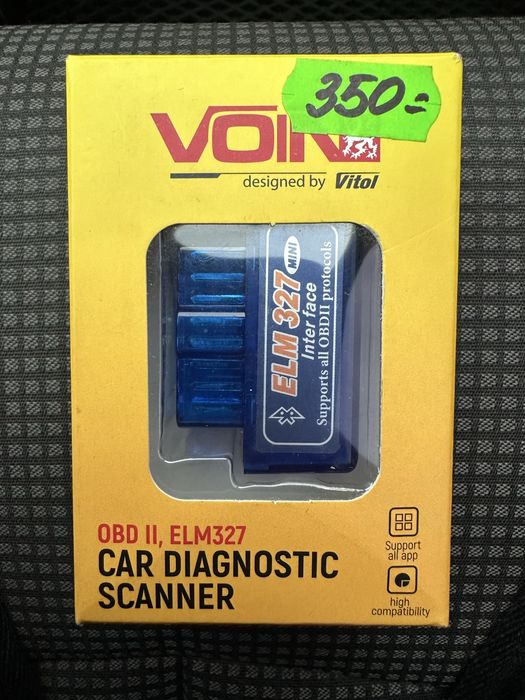 350=
VOIN
designed by Vitol
ELM 327 MINI
Interface
Supports all OBDII protocols
OBD II, ELM327
CAR DIAGNOSTIC
SCANNER
Support
all app
high
compatibility